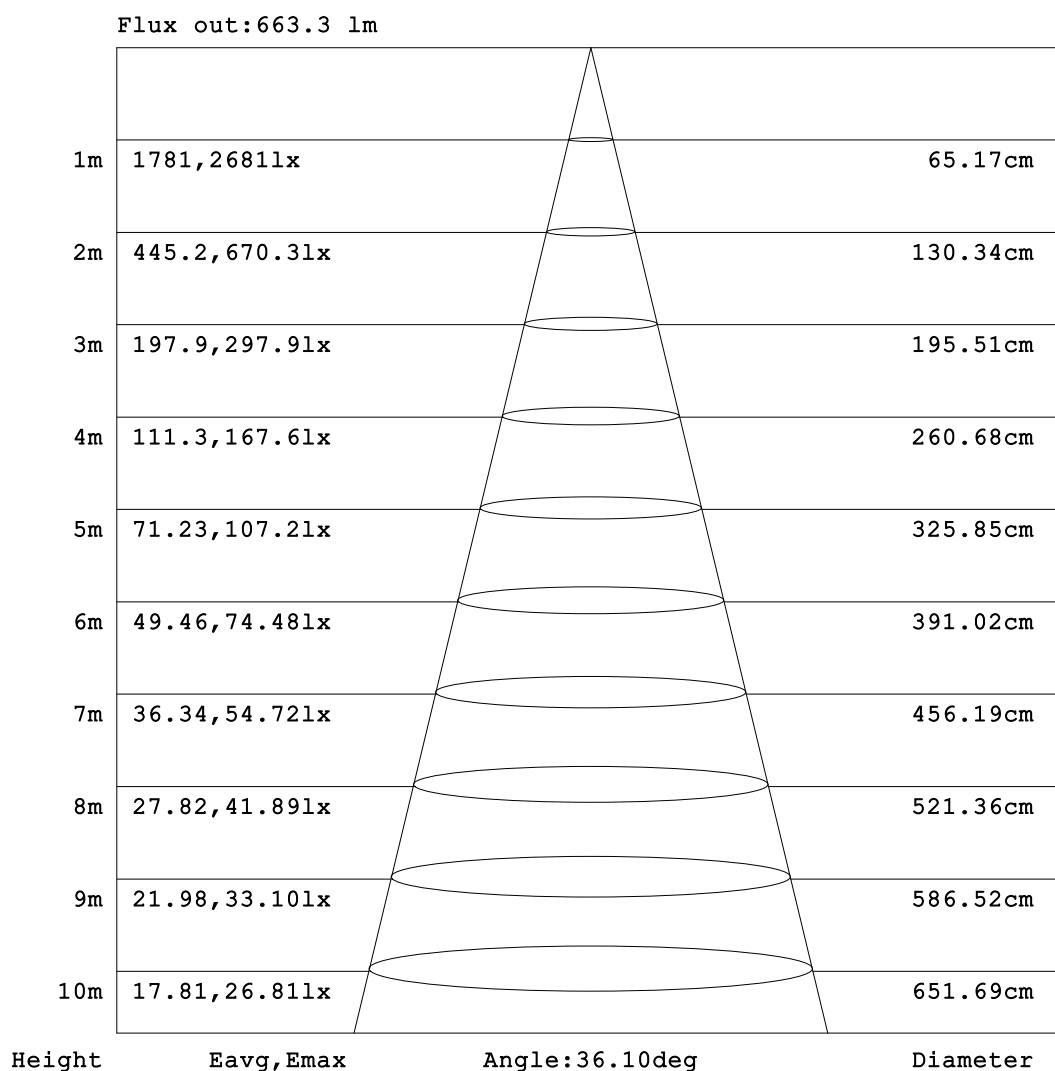 Flux out:663.3 lm
1m 1781,2681lx 65.17cm
2m 445.2,670.3lx 130.34cm
3m 197.9,297.9lx 195.51cm
4m 111.3,167.6lx 260.68cm
5m 71.23,107.2lx 325.85cm
6m 49.46,74.48lx 391.02cm
7m 36.34,54.72lx 456.19cm
8m 27.82,41.89lx 521.36cm
9m 21.98,33.10lx 586.52cm
10m 17.81,26.81lx 651.69cm
Height Eavg,Emax Angle:36.10deg Diameter